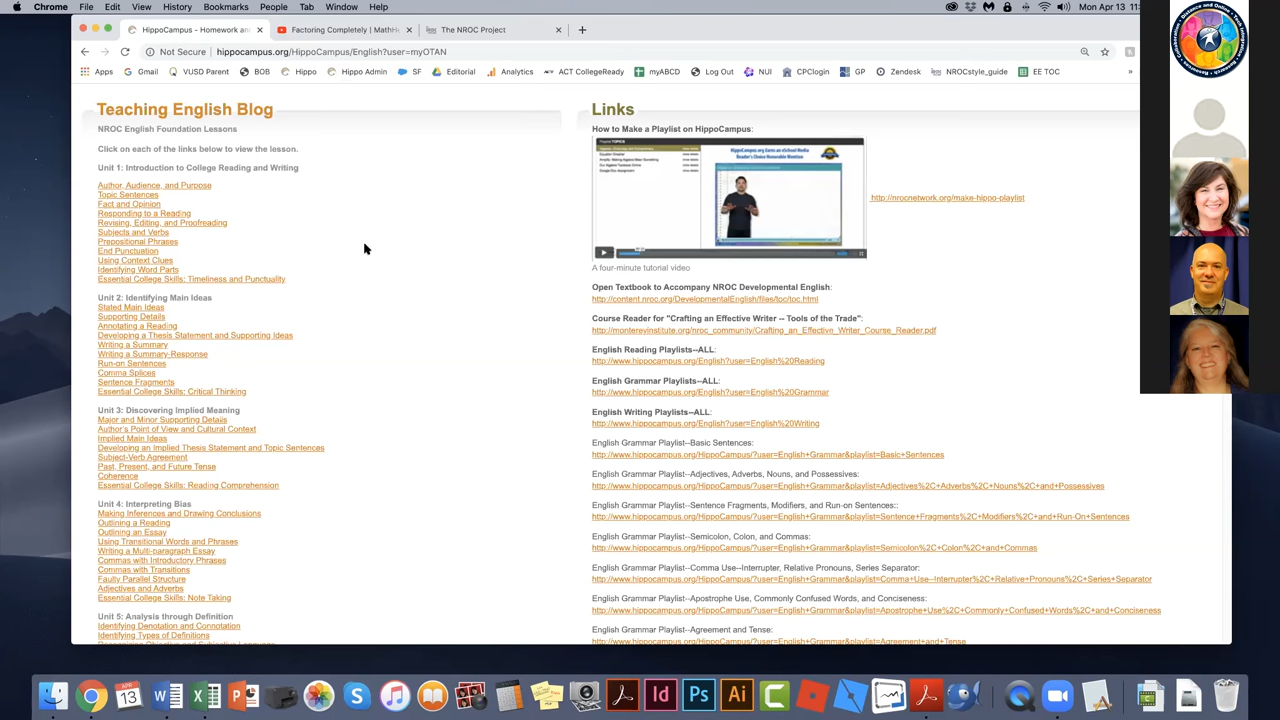 Chrome File Edit View History Bookmarks People Tab Window Help
Mon Apr 13 11:
HippoCampus - Homework and
Factoring Completely | MathH
The NROC Project
Not Secure | hippocampus.org/HippoCampus/English?user=myOTAN
Apps Gmail VUSD Parent BOB Hippo Hippo Admin SF Editorial Analytics ACT CollegeReady myABCD Log Out NUI CPClogin GP Zendesk NROCstyle_guide EE TOC »
Teaching English Blog
NROC English Foundation Lessons
Click on each of the links below to view the lesson.
Unit 1: Introduction to College Reading and Writing
Author, Audience, and Purpose
Topic Sentences
Fact and Opinion
Responding to a Reading
Revising, Editing, and Proofreading
Subjects and Verbs
Prepositional Phrases
End Punctuation
Using Context Clues
Identifying Word Parts
Essential College Skills: Timeliness and Punctuality
Unit 2: Identifying Main Ideas
Stated Main Ideas
Supporting Details
Annotating a Reading
Developing a Thesis Statement and Supporting Ideas
Writing a Summary
Writing a Summary-Response
Run-on Sentences
Comma Splices
Sentence Fragments
Essential College Skills: Critical Thinking
Unit 3: Discovering Implied Meaning
Major and Minor Supporting Details
Author's Point of View and Cultural Context
Implied Main Ideas
Developing an Implied Thesis Statement and Topic Sentences
Subject-Verb Agreement
Past, Present, and Future Tense
Coherence
Essential College Skills: Reading Comprehension
Unit 4: Interpreting Bias
Making Inferences and Drawing Conclusions
Outlining a Reading
Outlining an Essay
Using Transitional Words and Phrases
Writing a Multi-paragraph Essay
Commas with Introductory Phrases
Commas with Transitions
Faulty Parallel Structure
Adjectives and Adverbs
Essential College Skills: Note Taking
Unit 5: Analysis through Definition
Identifying Denotation and Connotation
Identifying Types of Definitions
Links
How to Make a Playlist on HippoCampus:
http://nrocnetwork.org/make-hippo-playlist
A four-minute tutorial video
Open Textbook to Accompany NROC Developmental English:
http://content.nroc.org/DevelopmentalEnglish/files/toc/toc.html
Course Reader for "Crafting an Effective Writer -- Tools of the Trade":
http://montereyinstitute.org/nroc_community/Crafting_an_Effective_Writer_Course_Reader.pdf
English Reading Playlists--ALL:
http://www.hippocampus.org/English?user=English%20Reading
English Grammar Playlists--ALL:
http://www.hippocampus.org/English?user=English%20Grammar
English Writing Playlists--ALL:
http://www.hippocampus.org/English?user=English%20Writing
English Grammar Playlist--Basic Sentences:
http://www.hippocampus.org/HippoCampus/?user=English+Grammar&playlist=Basic+Sentences
English Grammar Playlist--Adjectives, Adverbs, Nouns, and Possessives:
http://www.hippocampus.org/HippoCampus/?user=English+Grammar&playlist=Adjectives%2C+Adverbs%2C+Nouns%2C+and+Possessives
English Grammar Playlist--Sentence Fragments, Modifiers, and Run-on Sentences::
http://www.hippocampus.org/HippoCampus/?user=English+Grammar&playlist=Sentence+Fragments%2C+Modifiers%2C+and+Run-On+Sentences
English Grammar Playlist--Semicolon, Colon, and Commas:
http://www.hippocampus.org/HippoCampus/?user=English+Grammar&playlist=Semicolon%2C+Colon%2C+and+Commas
English Grammar Playlist--Comma Use--Interrupter, Relative Pronouns, Series Separator:
http://www.hippocampus.org/HippoCampus/?user=English+Grammar&playlist=Comma+Use--Interrupter%2C+Relative+Pronouns%2C+Series+Separator
English Grammar Playlist--Apostrophe Use, Commonly Confused Words, and Conciseness:
http://www.hippocampus.org/HippoCampus/?user=English+Grammar&playlist=Apostrophe+Use%2C+Commonly+Confused+Words%2C+and+Conciseness
English Grammar Playlist--Agreement and Tense:
http://www.hippocampus.org/HippoCampus/?user=English+Grammar&playlist=Agreement+and+Tense